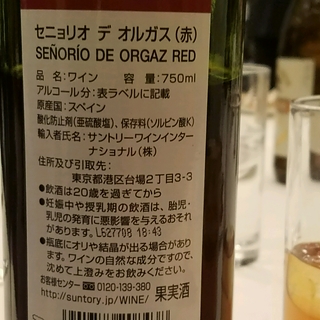 セニョリオ デ オルガス（赤）
SEÑORÍO DE ORGAZ RED
品 名：ワイン　容 量：750ml
アルコール分：表ラベルに記載
原産国：スペイン
酸化防止剤（亜硫酸塩）、保存料（ソルビン酸K）
輸入者氏名：サントリーワインインター
ナショナル（株）
住所及び引取先：
東京都港区台場2丁目3-3
●飲酒は20歳を過ぎてから
●妊娠中や授乳期の飲酒は、胎児・
乳児の発育に悪影響を与えるおそれ
があります。L527708 18:43
●瓶底にオリや結晶が出る場合があり
ます。ワインの自然な成分ですので、
沈めて上澄みをお飲みください。
お客様センター 0120-139-380
http://suntory.jp/WINE/ 果実酒